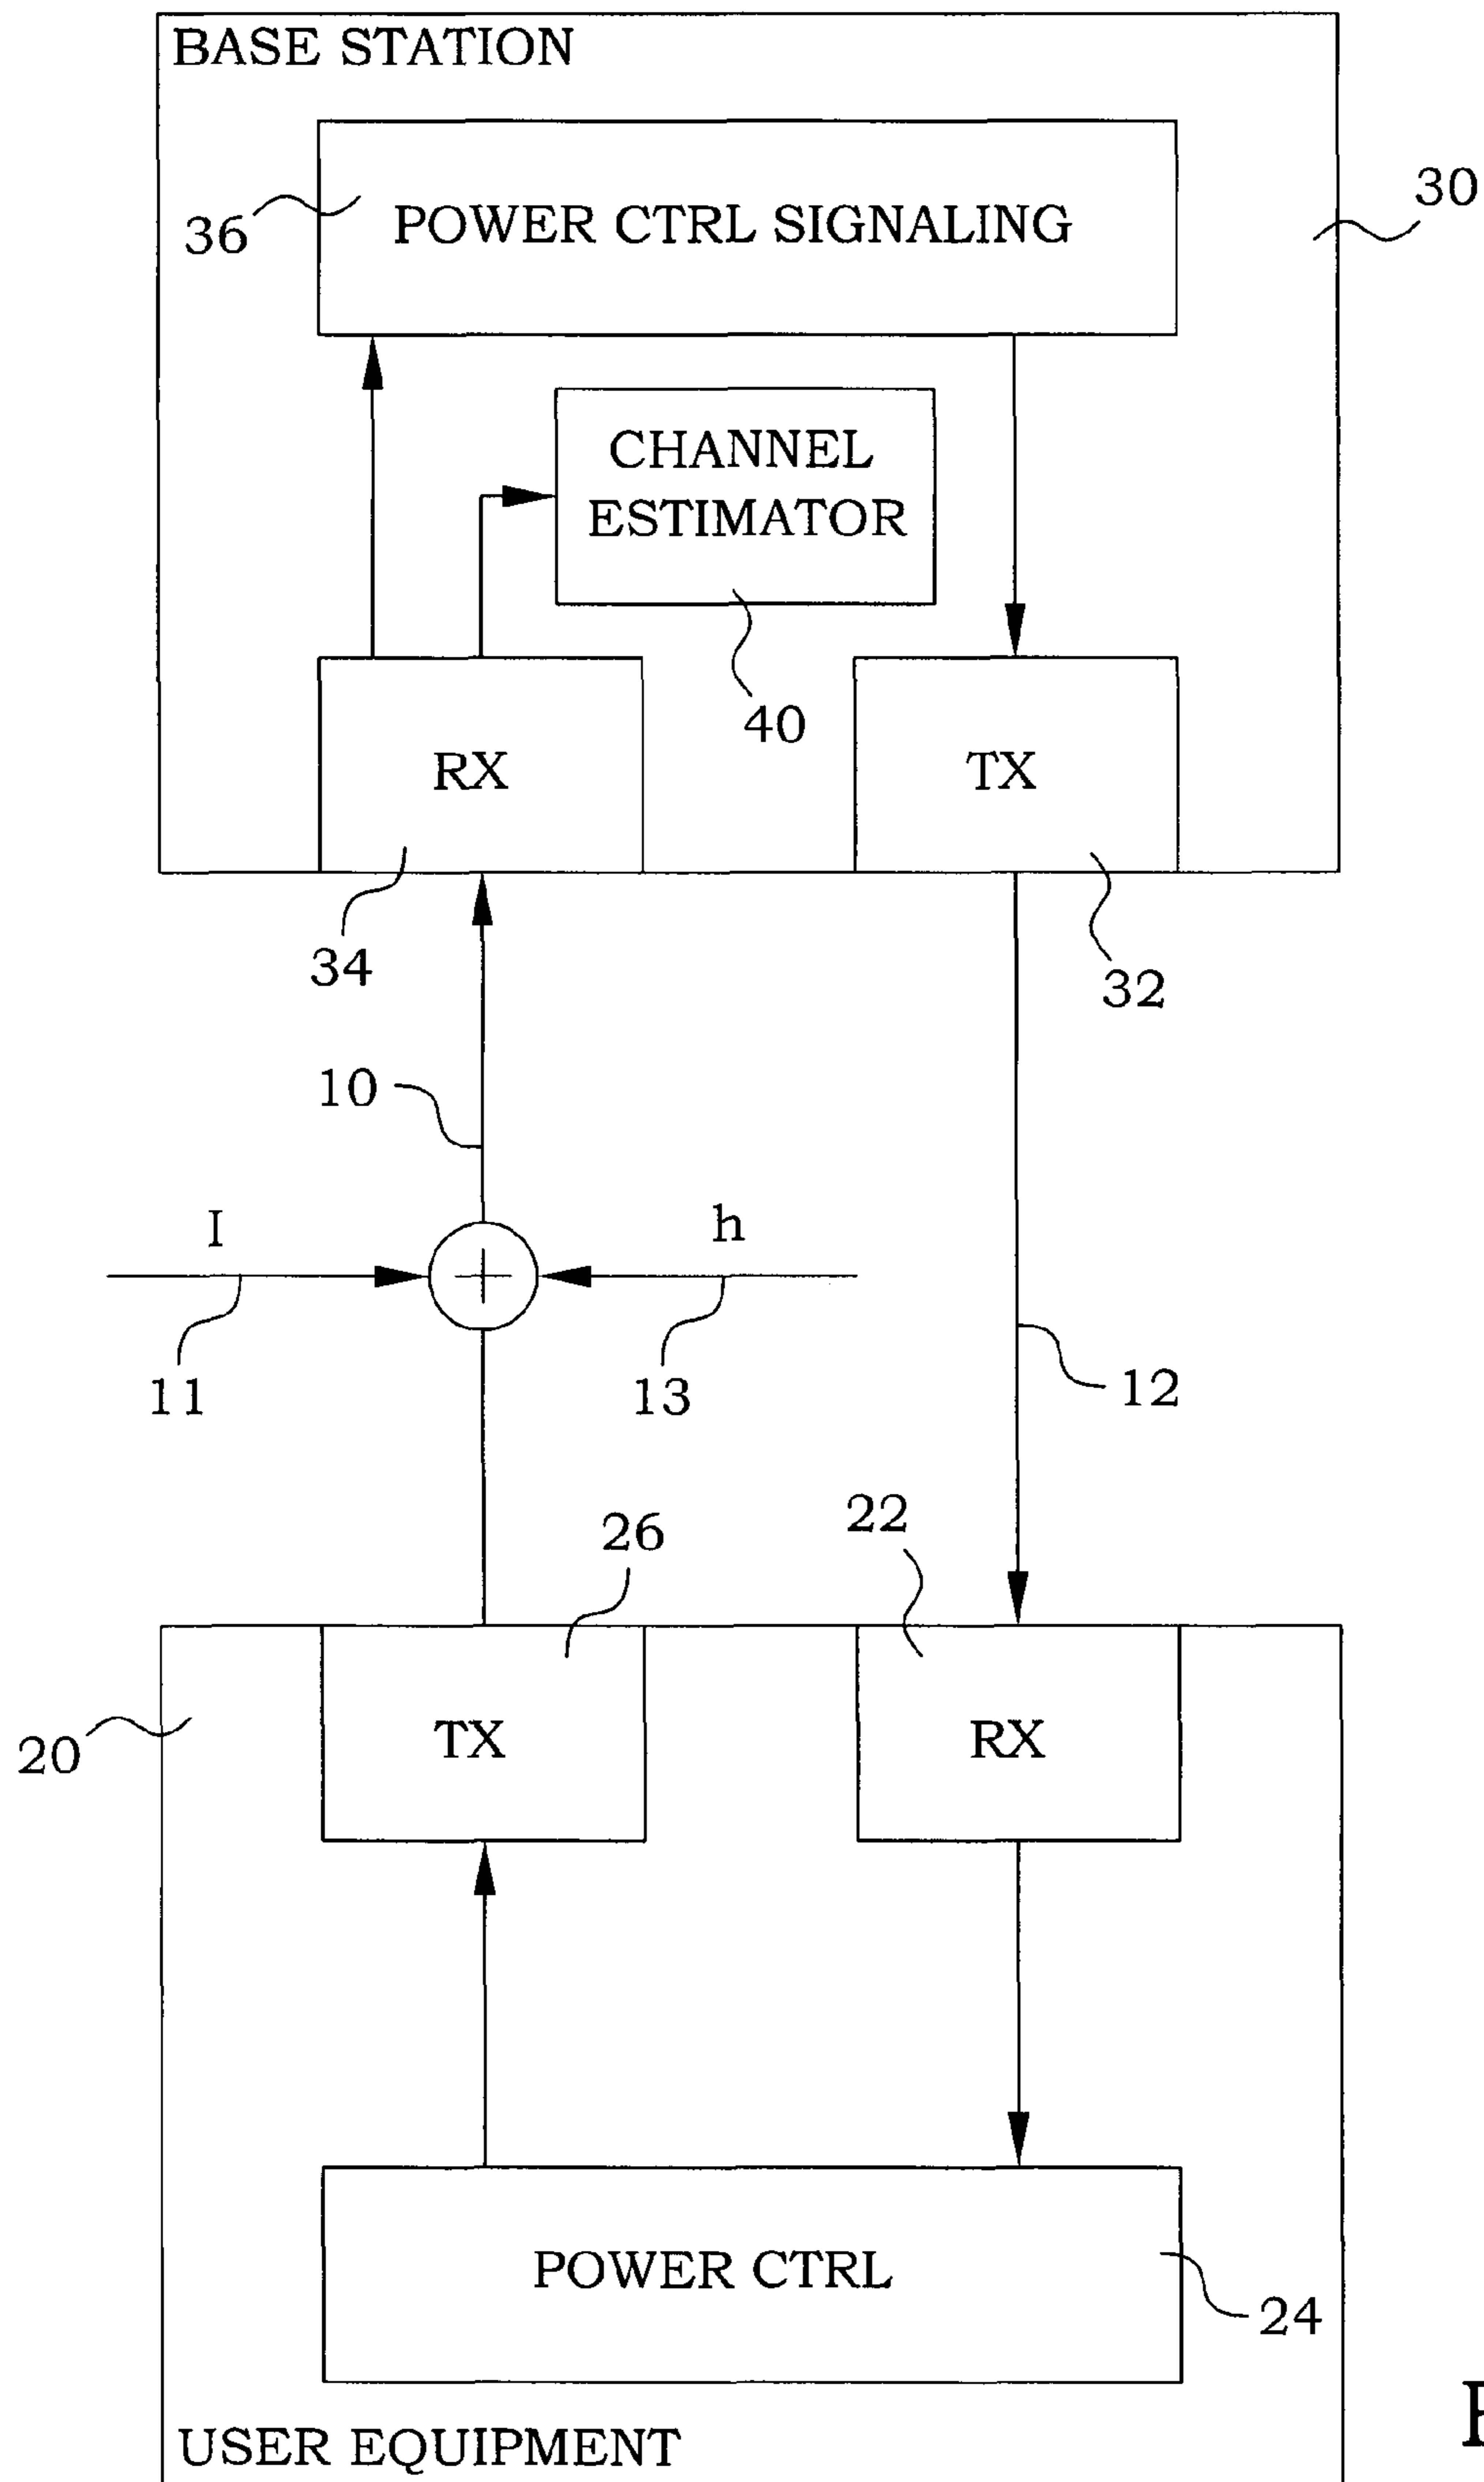 BASE STATION
30
36
POWER CTRL SIGNALING
CHANNEL
ESTIMATOR
40
RX
TX
34
32
10
I
h
11
13
12
26
22
20
TX
RX
POWER CTRL
24
USER EQUIPMENT